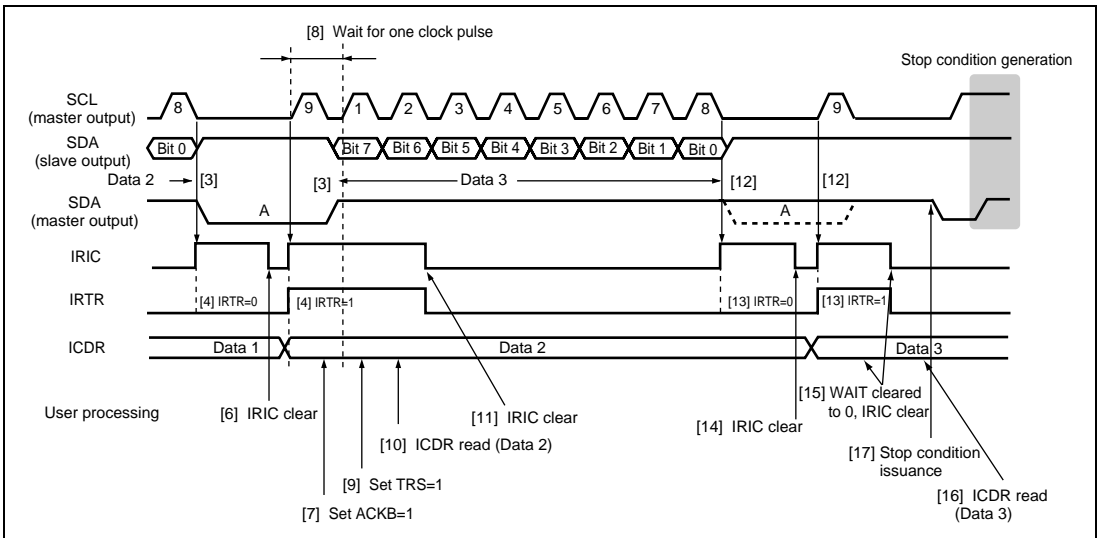 [8] Wait for one clock pulse
Stop condition generation
SCL
(master output)
8 9 1 2 3 4 5 6 7 8 9
SDA
(slave output)
Bit 0 Bit 7 Bit 6 Bit 5 Bit 4 Bit 3 Bit 2 Bit 1 Bit 0
Data 2 [3] [3] Data 3 [12] [12]
SDA
(master output)
A A
IRIC
IRTR
[4] IRTR=0 [4] IRTR=1 [13] IRTR=0 [13] IRTR=1
ICDR
Data 1 Data 2 Data 3
User processing
[6] IRIC clear
[11] IRIC clear
[14] IRIC clear
[15] WAIT cleared
to 0, IRIC clear
[10] ICDR read (Data 2)
[17] Stop condition
issuance
[9] Set TRS=1
[16] ICDR read
(Data 3)
[7] Set ACKB=1